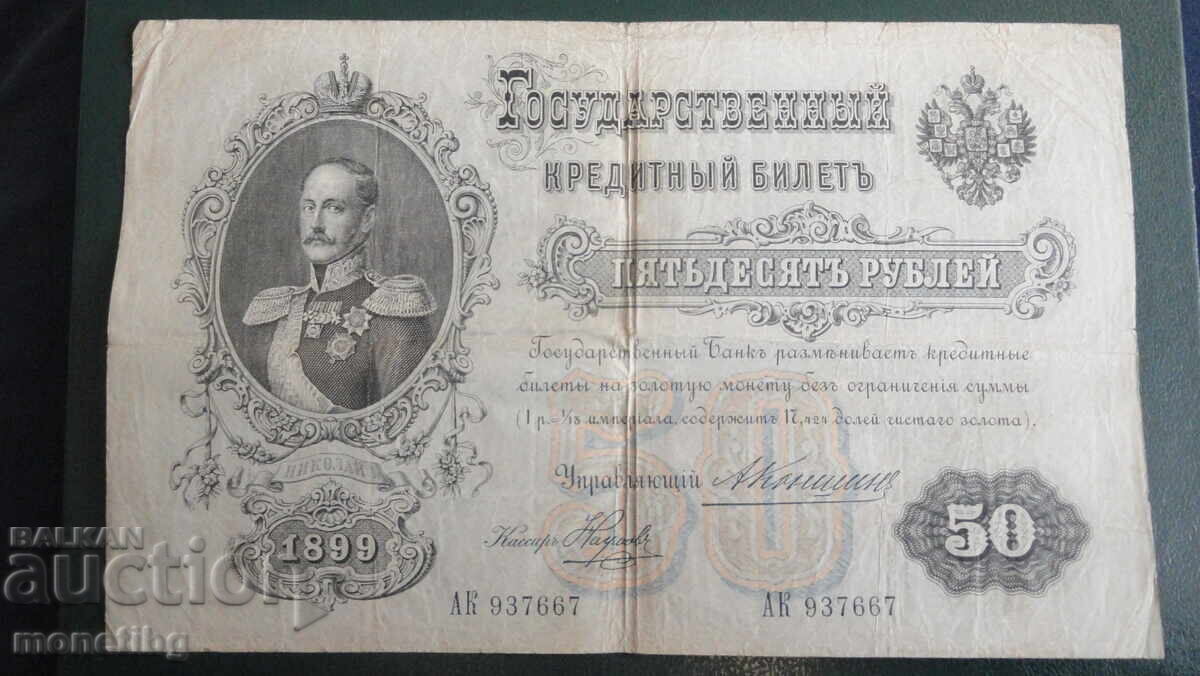 Государственный
кредитный билетъ
пятьдесятъ рублей
Государственный Банкъ размѣниваетъ кредитные
билеты на золотую монету безъ ограниченія суммы
(1 р.=1/15 имперіала, содержитъ 17,424 долей чистаго золота).
Управляющій АКоншинъ
Кассиръ
50
50
НИКОЛАЙ I
1899
АК 937667
АК 937667
BALKAN
auction
monetibg